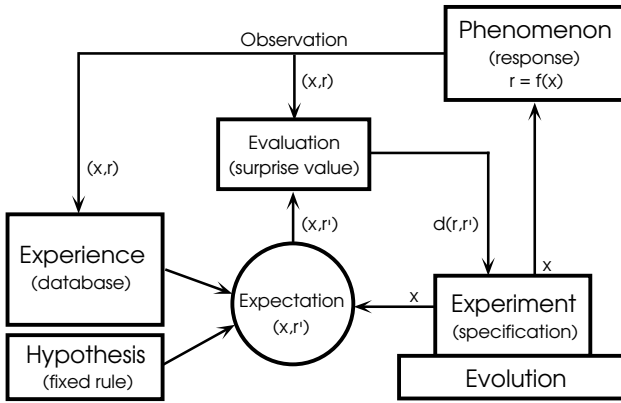 Observation
Phenomenon
(response)
r = f(x)
(x,r)
Evaluation
(surprise value)
(x,r)
(x,r')
d(r,r')
Experience
(database)
Expectation
(x,r')
x
x
Experiment
(specification)
Hypothesis
(fixed rule)
Evolution